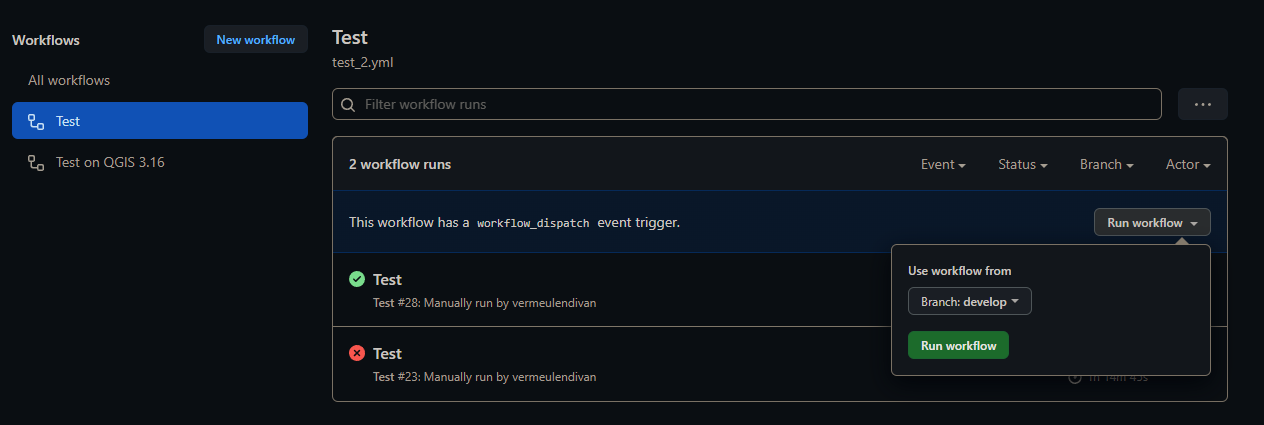 Workflows
New workflow
All workflows
Test
Test on QGIS 3.16
Test
test_2.yml
Filter workflow runs
2 workflow runs
Event
Status
Branch
Actor
This workflow has a workflow_dispatch event trigger.
Run workflow
Use workflow from
Branch: develop
Run workflow
Test
Test #28: Manually run by vermeulendivan
Test
Test #23: Manually run by vermeulendivan